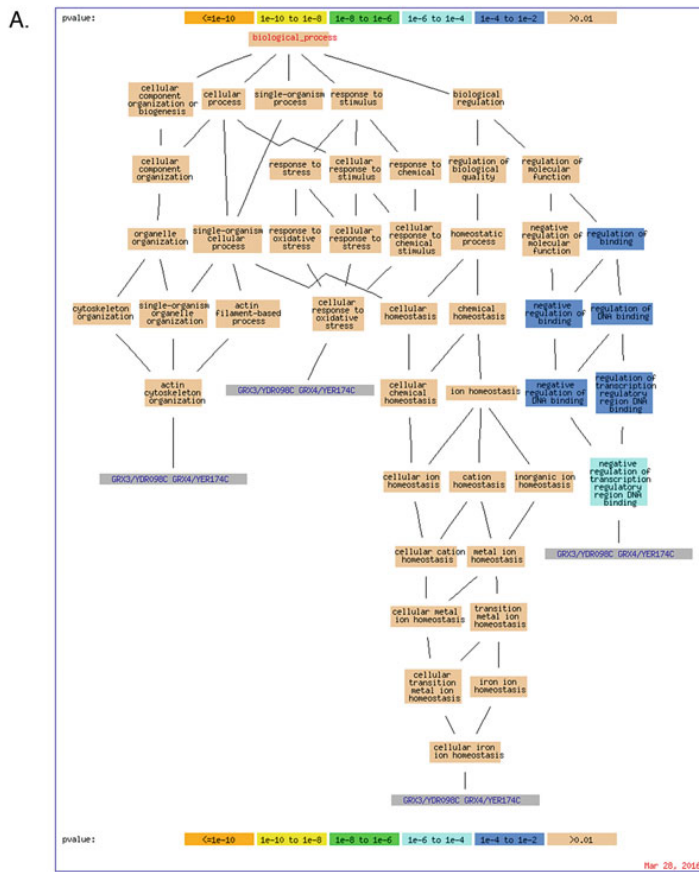 A.
pvalue: <=1e-10 1e-10 to 1e-8 1e-8 to 1e-6 1e-6 to 1e-4 1e-4 to 1e-2 >0.01
biological_process
cellular
component
organization or
biogenesis
cellular
process
single-organism
process
response to
stimulus
biological
regulation
cellular
component
organization
response to
stress
cellular
response to
stimulus
response to
chemical
regulation of
biological
quality
regulation of
molecular
function
organelle
organization
single-organism
cellular
process
response to
oxidative
stress
cellular
response to
stress
cellular
response to
chemical
stimulus
homeostatic
process
negative
regulation of
molecular
function
regulation of
binding
cytoskeleton
organization
single-organism
organelle
organization
actin
filament-based
process
cellular
response to
oxidative
stress
cellular
homeostasis
chemical
homeostasis
negative
regulation of
binding
regulation of
DNA binding
actin
cytoskeleton
organization
GRX3/YDR098C GRX4/YER174C
cellular
chemical
homeostasis
ion homeostasis
negative
regulation of
DNA binding
regulation of
transcription
regulatory
region DNA
binding
GRX3/YDR098C GRX4/YER174C
cellular ion
homeostasis
cation
homeostasis
inorganic ion
homeostasis
negative
regulation of
transcription
regulatory
region DNA
binding
cellular cation
homeostasis
metal ion
homeostasis
GRX3/YDR098C GRX4/YER174C
cellular metal
ion homeostasis
transition
metal ion
homeostasis
cellular
transition
metal ion
homeostasis
iron ion
homeostasis
cellular iron
ion homeostasis
GRX3/YDR098C GRX4/YER174C
pvalue: <=1e-10 1e-10 to 1e-8 1e-8 to 1e-6 1e-6 to 1e-4 1e-4 to 1e-2 >0.01
Mar 28, 2016